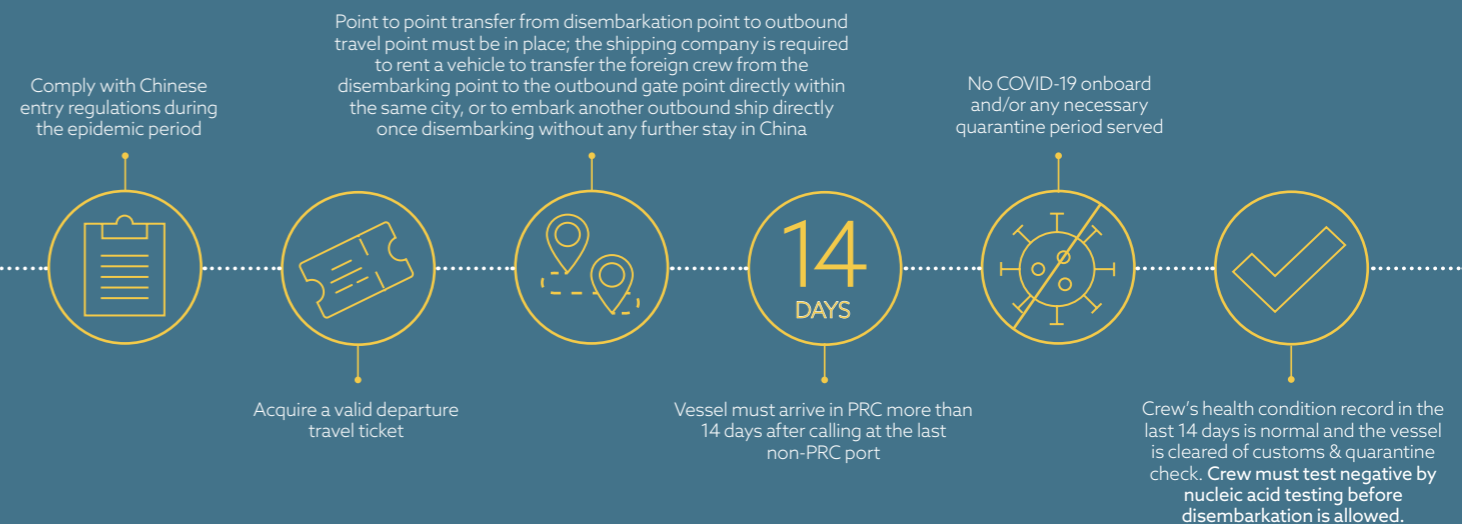 Comply with Chinese
entry regulations during
the epidemic period
Acquire a valid departure
travel ticket
Point to point transfer from disembarkation point to outbound
travel point must be in place; the shipping company is required
to rent a vehicle to transfer the foreign crew from the
disembarking point to the outbound gate point directly within
the same city, or to embark another outbound ship directly
once disembarking without any further stay in China
14
DAYS
Vessel must arrive in PRC more than
14 days after calling at the last
non-PRC port
No COVID-19 onboard
and/or any necessary
quarantine period served
Crew's health condition record in the
last 14 days is normal and the vessel
is cleared of customs & quarantine
check. Crew must test negative by
nucleic acid testing before
disembarkation is allowed.